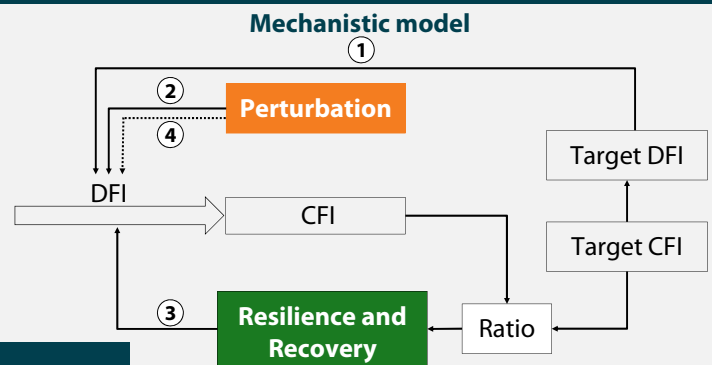 Mechanistic model
1
2
Perturbation
4
Target DFI
DFI
CFI
Target CFI
3
Resilience and
Recovery
Ratio